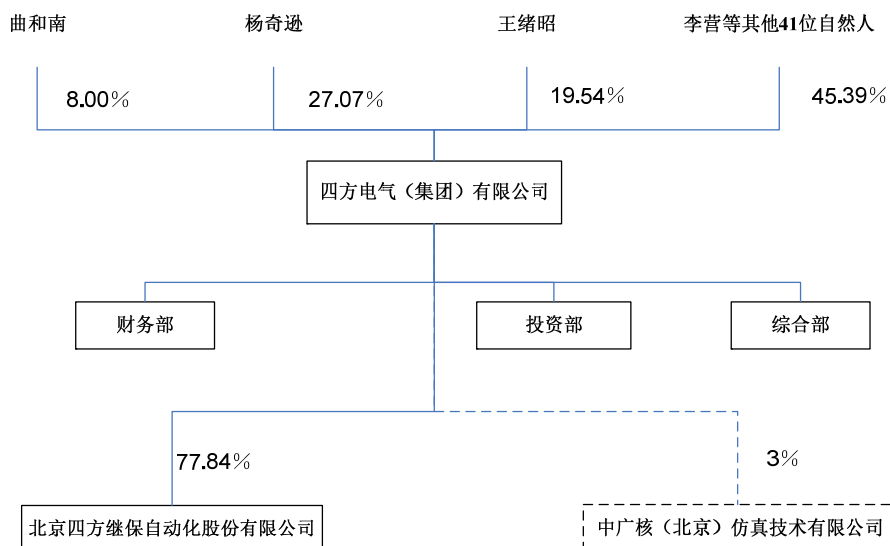 曲和南
杨奇逊
王绪昭
李营等其他41位自然人
8.00%
27.07%
19.54%
45.39%
四方电气（集团）有限公司
财务部
投资部
综合部
77.84%
3%
北京四方继保自动化股份有限公司
中广核（北京）仿真技术有限公司